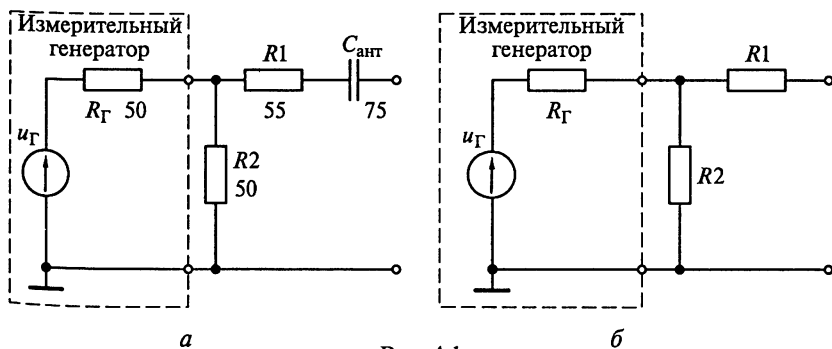 Измерительный
генератор
R1
Cант
RГ 50
55
75
uГ
R2
50
а
Измерительный
генератор
R1
RГ
uГ
R2
б